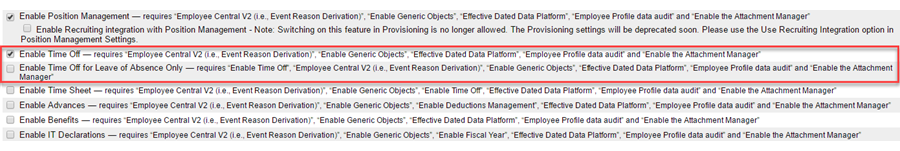 Enable Position Management — requires “Employee Central V2 (i.e., Event Reason Derivation)”, “Enable Generic Objects”, “Effective Dated Data Platform”, “Employee Profile data audit” and “Enable the Attachment Manager”
Enable Recruiting integration with Position Management - Note: Switching on this feature in Provisioning is no longer allowed. The Provisioning settings will be deprecated soon. Please use the Use Recruiting Integration option in
Position Management Settings.
Enable Time Off — requires “Employee Central V2 (i.e., Event Reason Derivation)”, “Enable Generic Objects”, “Effective Dated Data Platform”, “Employee Profile data audit” and “Enable the Attachment Manager”
Enable Time Off for Leave of Absence Only — requires “Enable Time Off”, “Employee Central V2 (i.e., Event Reason Derivation)”, “Enable Generic Objects”, “Effective Dated Data Platform”, “Employee Profile data audit” and “Enable the Attachment
Manager”
Enable Time Sheet — requires “Employee Central V2 (i.e., Event Reason Derivation)”, “Enable Generic Objects”, “Enable Time Off”, “Effective Dated Data Platform”, “Employee Profile data audit” and “Enable the Attachment Manager”
Enable Advances — requires “Employee Central V2 (i.e., Event Reason Derivation)”, “Enable Generic Objects”, “Enable Deductions Management”, “Effective Dated Data Platform”, “Employee Profile data audit” and “Enable the Attachment Manager”
Enable Benefits — requires “Employee Central V2 (i.e., Event Reason Derivation)”, “Enable Generic Objects”, “Effective Dated Data Platform”, “Employee Profile data audit” and “Enable the Attachment Manager”
Enable IT Declarations — requires “Employee Central V2 (i.e., Event Reason Derivation)”, “Enable Generic Objects”, “Enable Fiscal Year”, “Effective Dated Data Platform”, “Employee Profile data audit” and “Enable the Attachment Manager”